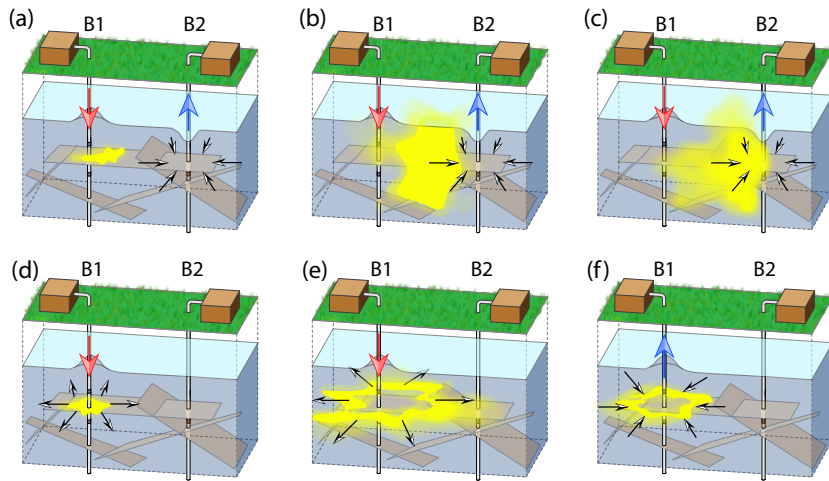 (a) B1 B2
(b) B1 B2
(c) B1 B2
(d) B1 B2
(e) B1 B2
(f) B1 B2